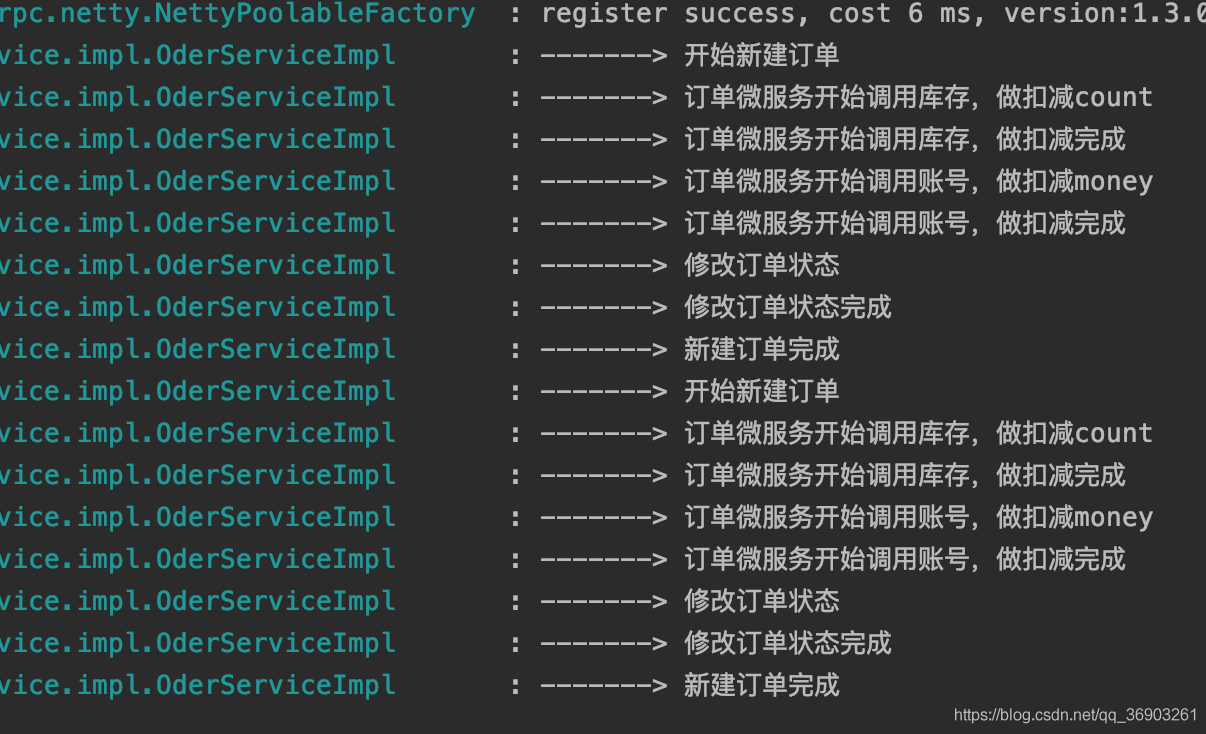 rpc.netty.NettyPoolableFactory : register success, cost 6 ms, version:1.3.0
vice.impl.OderServiceImpl : -------> 开始新建订单
vice.impl.OderServiceImpl : -------> 订单微服务开始调用库存，做扣减count
vice.impl.OderServiceImpl : -------> 订单微服务开始调用库存，做扣减完成
vice.impl.OderServiceImpl : -------> 订单微服务开始调用账号，做扣减money
vice.impl.OderServiceImpl : -------> 订单微服务开始调用账号，做扣减完成
vice.impl.OderServiceImpl : -------> 修改订单状态
vice.impl.OderServiceImpl : -------> 修改订单状态完成
vice.impl.OderServiceImpl : -------> 新建订单完成
vice.impl.OderServiceImpl : -------> 开始新建订单
vice.impl.OderServiceImpl : -------> 订单微服务开始调用库存，做扣减count
vice.impl.OderServiceImpl : -------> 订单微服务开始调用库存，做扣减完成
vice.impl.OderServiceImpl : -------> 订单微服务开始调用账号，做扣减money
vice.impl.OderServiceImpl : -------> 订单微服务开始调用账号，做扣减完成
vice.impl.OderServiceImpl : -------> 修改订单状态
vice.impl.OderServiceImpl : -------> 修改订单状态完成
vice.impl.OderServiceImpl : -------> 新建订单完成
https://blog.csdn.net/qq_36903261